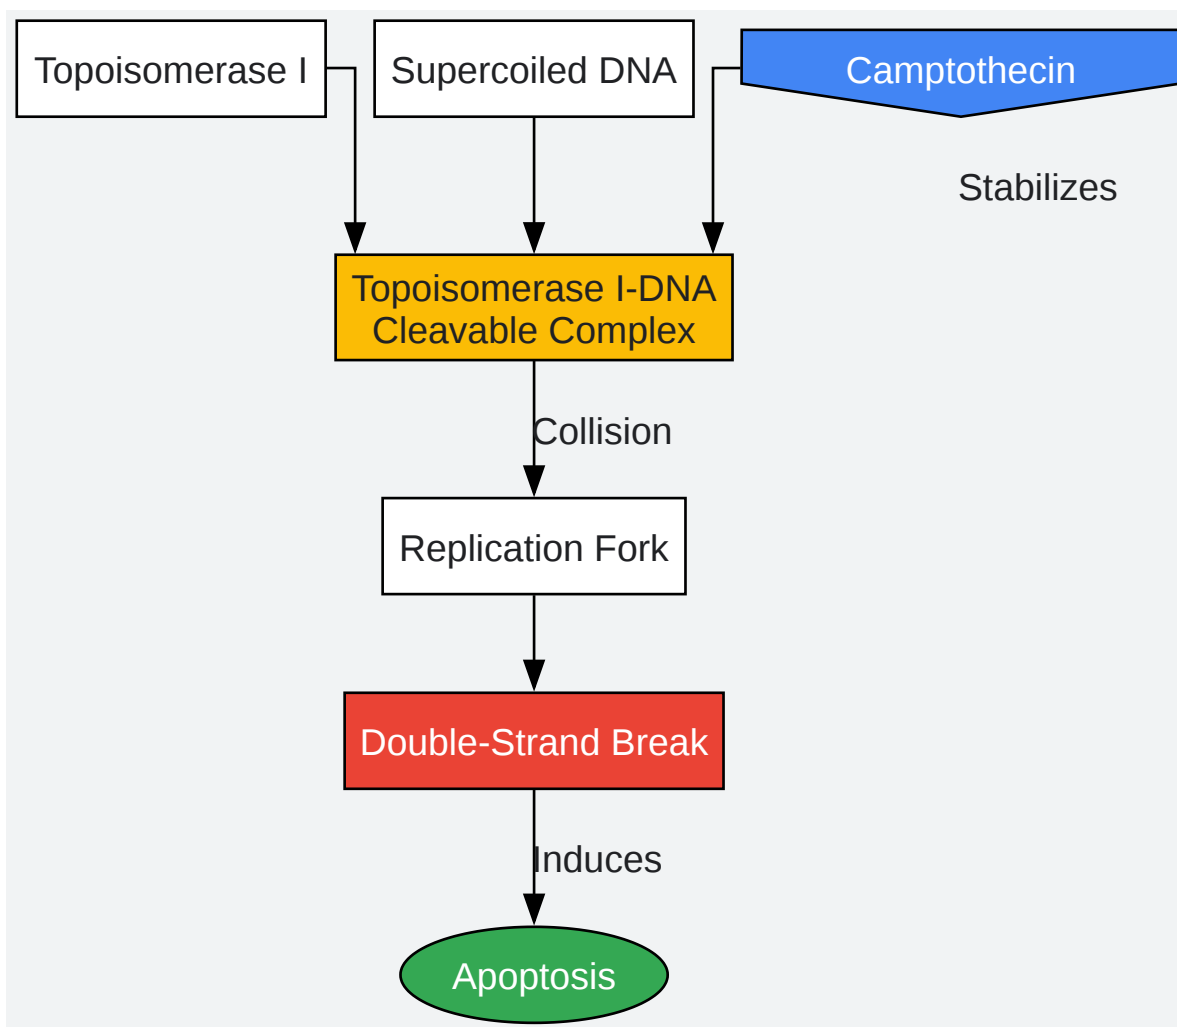 Topoisomerase I
Supercoiled DNA
Camptothecin
Stabilizes
Topoisomerase I-DNA
Cleavable Complex
Collision
Replication Fork
Double-Strand Break
Induces
Apoptosis